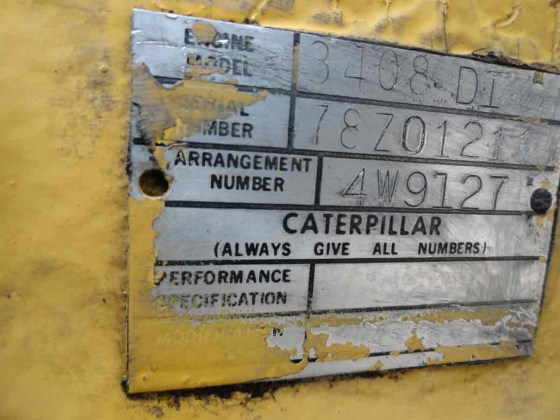 ENGINE MODEL 3408 DI
SERIAL NUMBER 78Z01211
ARRANGEMENT NUMBER 4W9127
CATERPILLAR
(ALWAYS GIVE ALL NUMBERS)
PERFORMANCE SPECIFICATION